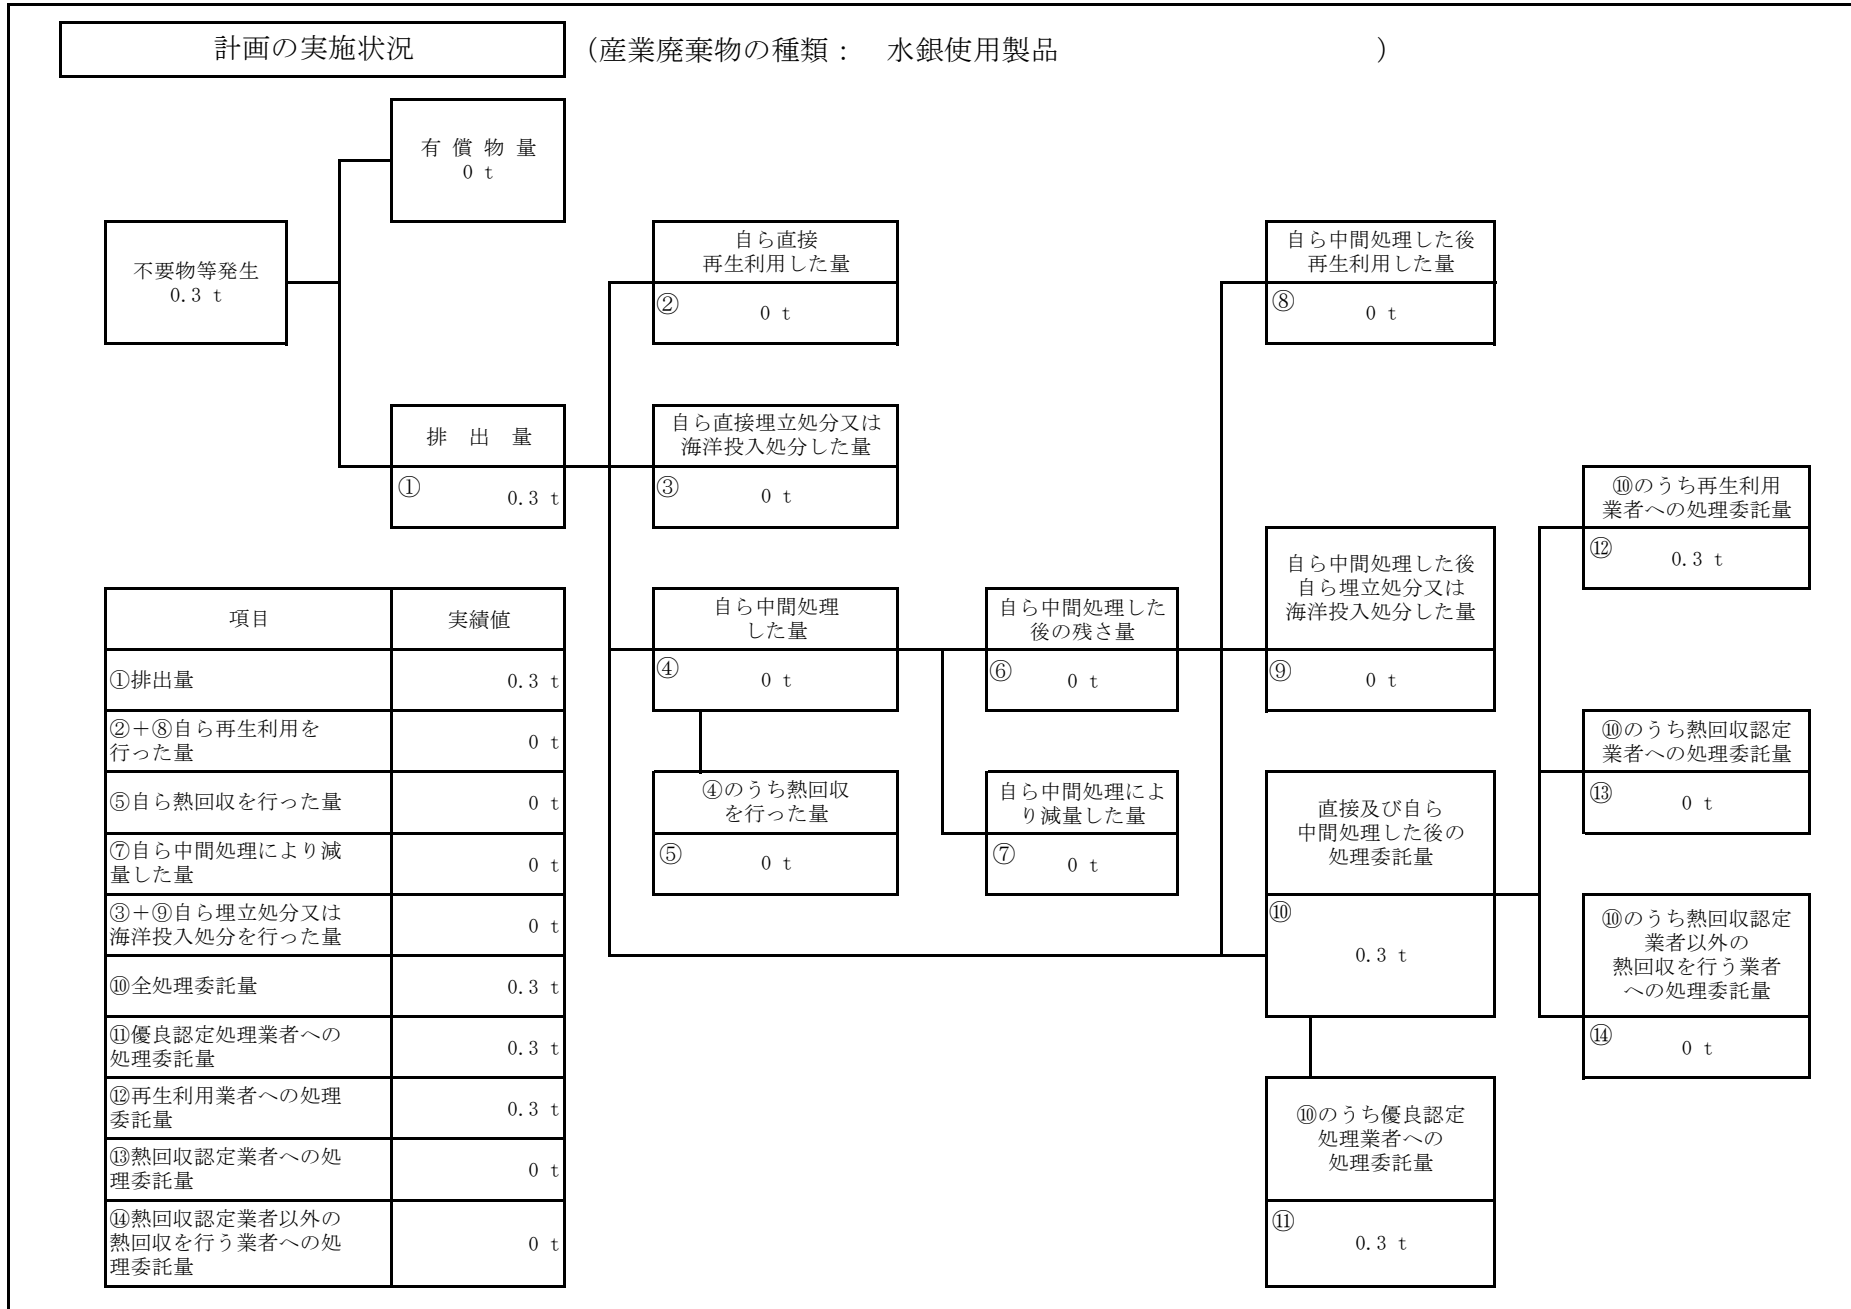 計画の実施状況
(産業廃棄物の種類： 水銀使用製品 )
有 償 物 量
0 t
不要物等発生
0.3 t
排 出 量
① 0.3 t
自ら直接
再生利用した量
② 0 t
自ら直接埋立処分又は
海洋投入処分した量
③ 0 t
自ら中間処理
した量
④ 0 t
④のうち熱回収
を行った量
⑤ 0 t
自ら中間処理した
後の残さ量
⑥ 0 t
自ら中間処理によ
り減量した量
⑦ 0 t
自ら中間処理した後
再生利用した量
⑧ 0 t
自ら中間処理した後
自ら埋立処分又は
海洋投入処分した量
⑨ 0 t
直接及び自ら
中間処理した後の
処理委託量
⑩
0.3 t
⑩のうち優良認定
処理業者への
処理委託量
⑪
0.3 t
⑩のうち再生利用
業者への処理委託量
⑫ 0.3 t
⑩のうち熱回収認定
業者への処理委託量
⑬ 0 t
⑩のうち熱回収認定
業者以外の
熱回収を行う業者
への処理委託量
⑭ 0 t
項目 実績値
①排出量 0.3 t
②＋⑧自ら再生利用を
行った量 0 t
⑤自ら熱回収を行った量 0 t
⑦自ら中間処理により減
量した量 0 t
③＋⑨自ら埋立処分又は
海洋投入処分を行った量 0 t
⑩全処理委託量 0.3 t
⑪優良認定処理業者への
処理委託量 0.3 t
⑫再生利用業者への処理
委託量 0.3 t
⑬熱回収認定業者への処
理委託量 0 t
⑭熱回収認定業者以外の
熱回収を行う業者への処
理委託量 0 t